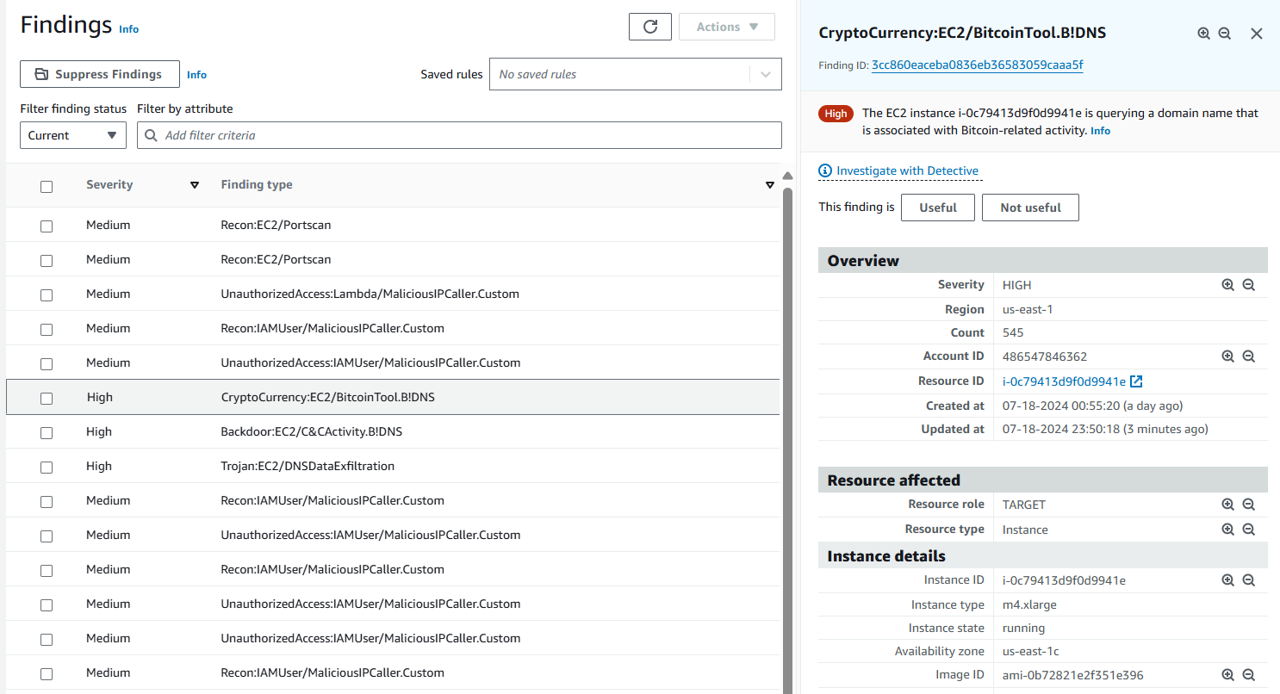 Findings Info
Actions
Suppress Findings Info
Saved rules No saved rules
Filter finding status Filter by attribute
Current Add filter criteria
Severity Finding type
Medium Recon:EC2/Portscan
Medium Recon:EC2/Portscan
Medium UnauthorizedAccess:Lambda/MaliciousIPCaller.Custom
Medium Recon:IAMUser/MaliciousIPCaller.Custom
Medium UnauthorizedAccess:IAMUser/MaliciousIPCaller.Custom
High CryptoCurrency:EC2/BitcoinTool.B!DNS
High Backdoor:EC2/C&CActivity.B!DNS
High Trojan:EC2/DNSDataExfiltration
Medium Recon:IAMUser/MaliciousIPCaller.Custom
Medium UnauthorizedAccess:IAMUser/MaliciousIPCaller.Custom
Medium Recon:IAMUser/MaliciousIPCaller.Custom
Medium UnauthorizedAccess:IAMUser/MaliciousIPCaller.Custom
Medium UnauthorizedAccess:IAMUser/MaliciousIPCaller.Custom
Medium Recon:IAMUser/MaliciousIPCaller.Custom
CryptoCurrency:EC2/BitcoinTool.B!DNS
Finding ID: 3cc860eaceba0836eb36583059caaa5f
High The EC2 instance i-0c79413d9f0d9941e is querying a domain name that
is associated with Bitcoin-related activity. Info
Investigate with Detective
This finding is Useful Not useful
Overview
Severity HIGH
Region us-east-1
Count 545
Account ID 486547846362
Resource ID i-0c79413d9f0d9941e
Created at 07-18-2024 00:55:20 (a day ago)
Updated at 07-18-2024 23:50:18 (3 minutes ago)
Resource affected
Resource role TARGET
Resource type Instance
Instance details
Instance ID i-0c79413d9f0d9941e
Instance type m4.xlarge
Instance state running
Availability zone us-east-1c
Image ID ami-0b72821e2f351e396